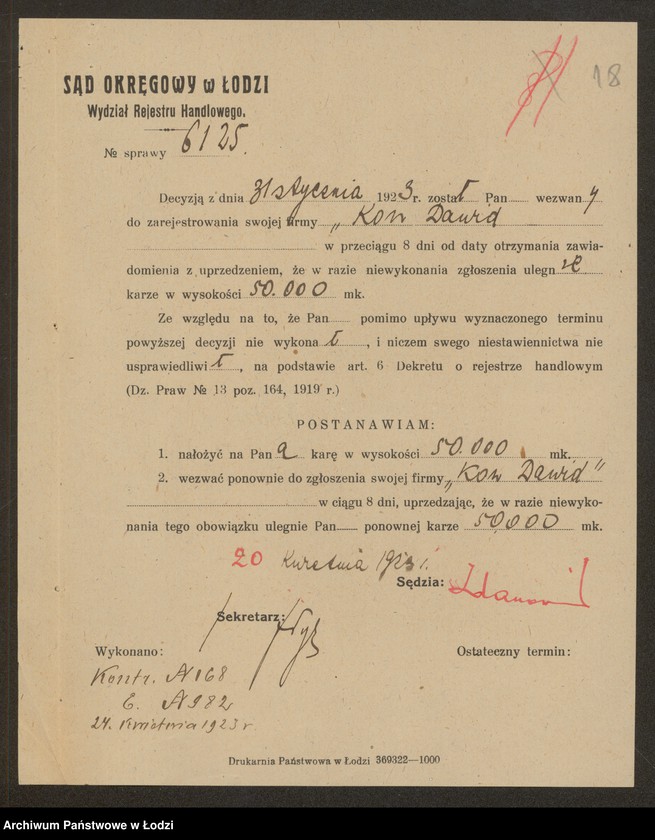 18
SĄD OKRĘGOWY w ŁODZI
Wydział Rejestru Handlowego.
№ sprawy 6125.
Decyzją z dnia 31 stycznia 1923 r. został Pan wezwany
do zarejestrowania swojej firmy „Kon Dawid
w przeciągu 8 dni od daty otrzymania zawia-
domienia z uprzedzeniem, że w razie niewykonania zgłoszenia ulegnie
karze w wysokości 50.000 mk.
Ze względu na to, że Pan pomimo upływu wyznaczonego terminu
powyższej decyzji nie wykonał, i niczem swego niestawiennictwa nie
usprawiedliwił, na podstawie art. 6 Dekretu o rejestrze handlowym
(Dz. Praw № 13 poz. 164, 1919 r.)
POSTANAWIAM:
1. nałożyć na Pana karę w wysokości 50.000 mk.
2. wezwać ponownie do zgłoszenia swojej firmy „Kon Dawid"
w ciągu 8 dni, uprzedzając, że w razie niewyko-
nania tego obowiązku ulegnie Pan ponownej karze 50.000 mk.
20 Kwietnia 1923 r.
Sędzia:
Sekretarz:
Wykonano: Ostateczny termin:
Kontr. N 168
E. N 982
24. Kwietnia 1923 r.
Drukarnia Państwowa w Łodzi 369322—1000
Archiwum Państwowe w Łodzi